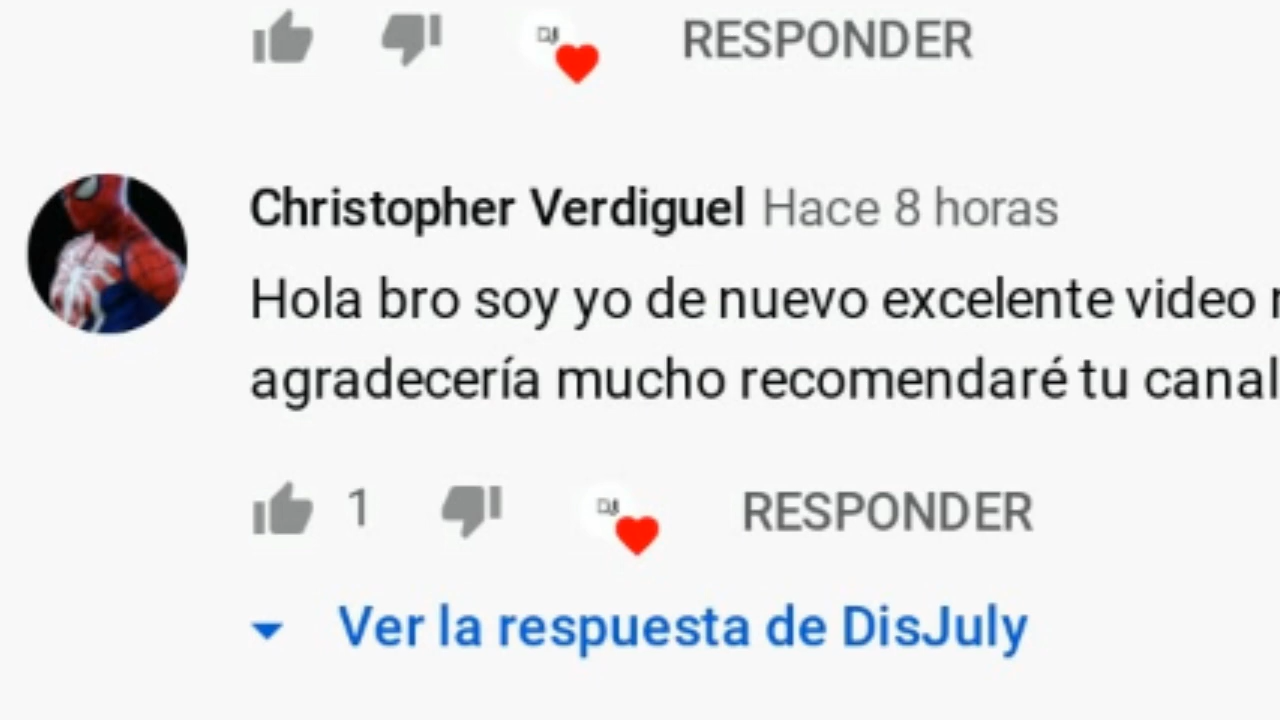 RESPONDER
Christopher Verdiguel Hace 8 horas
Hola bro soy yo de nuevo excelente video
agradecería mucho recomendaré tu canal
1 RESPONDER
Ver la respuesta de DisJuly